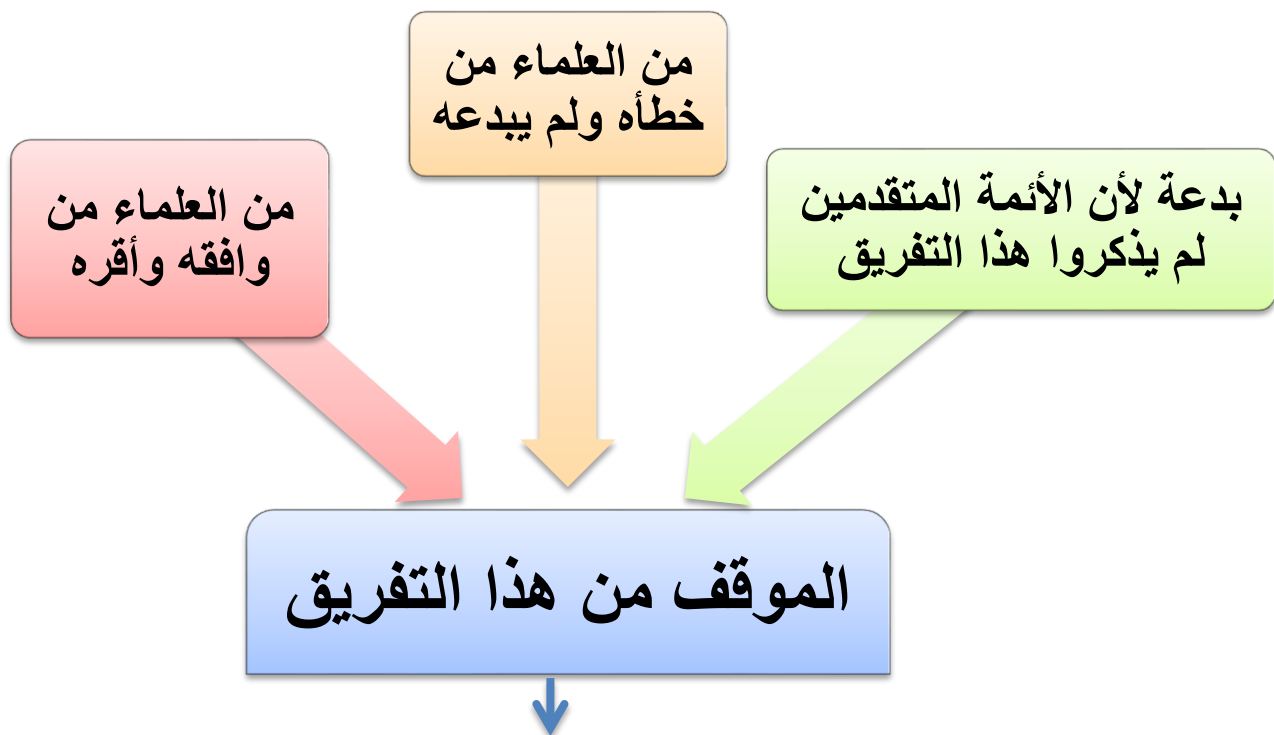 من العلماء من
خطأه ولم يبدعه
بدعة لأن الأئمة المتقدمين
لم يذكروا هذا التفريق
من العلماء من
وافقه وأقره
الموقف من هذا التفريق